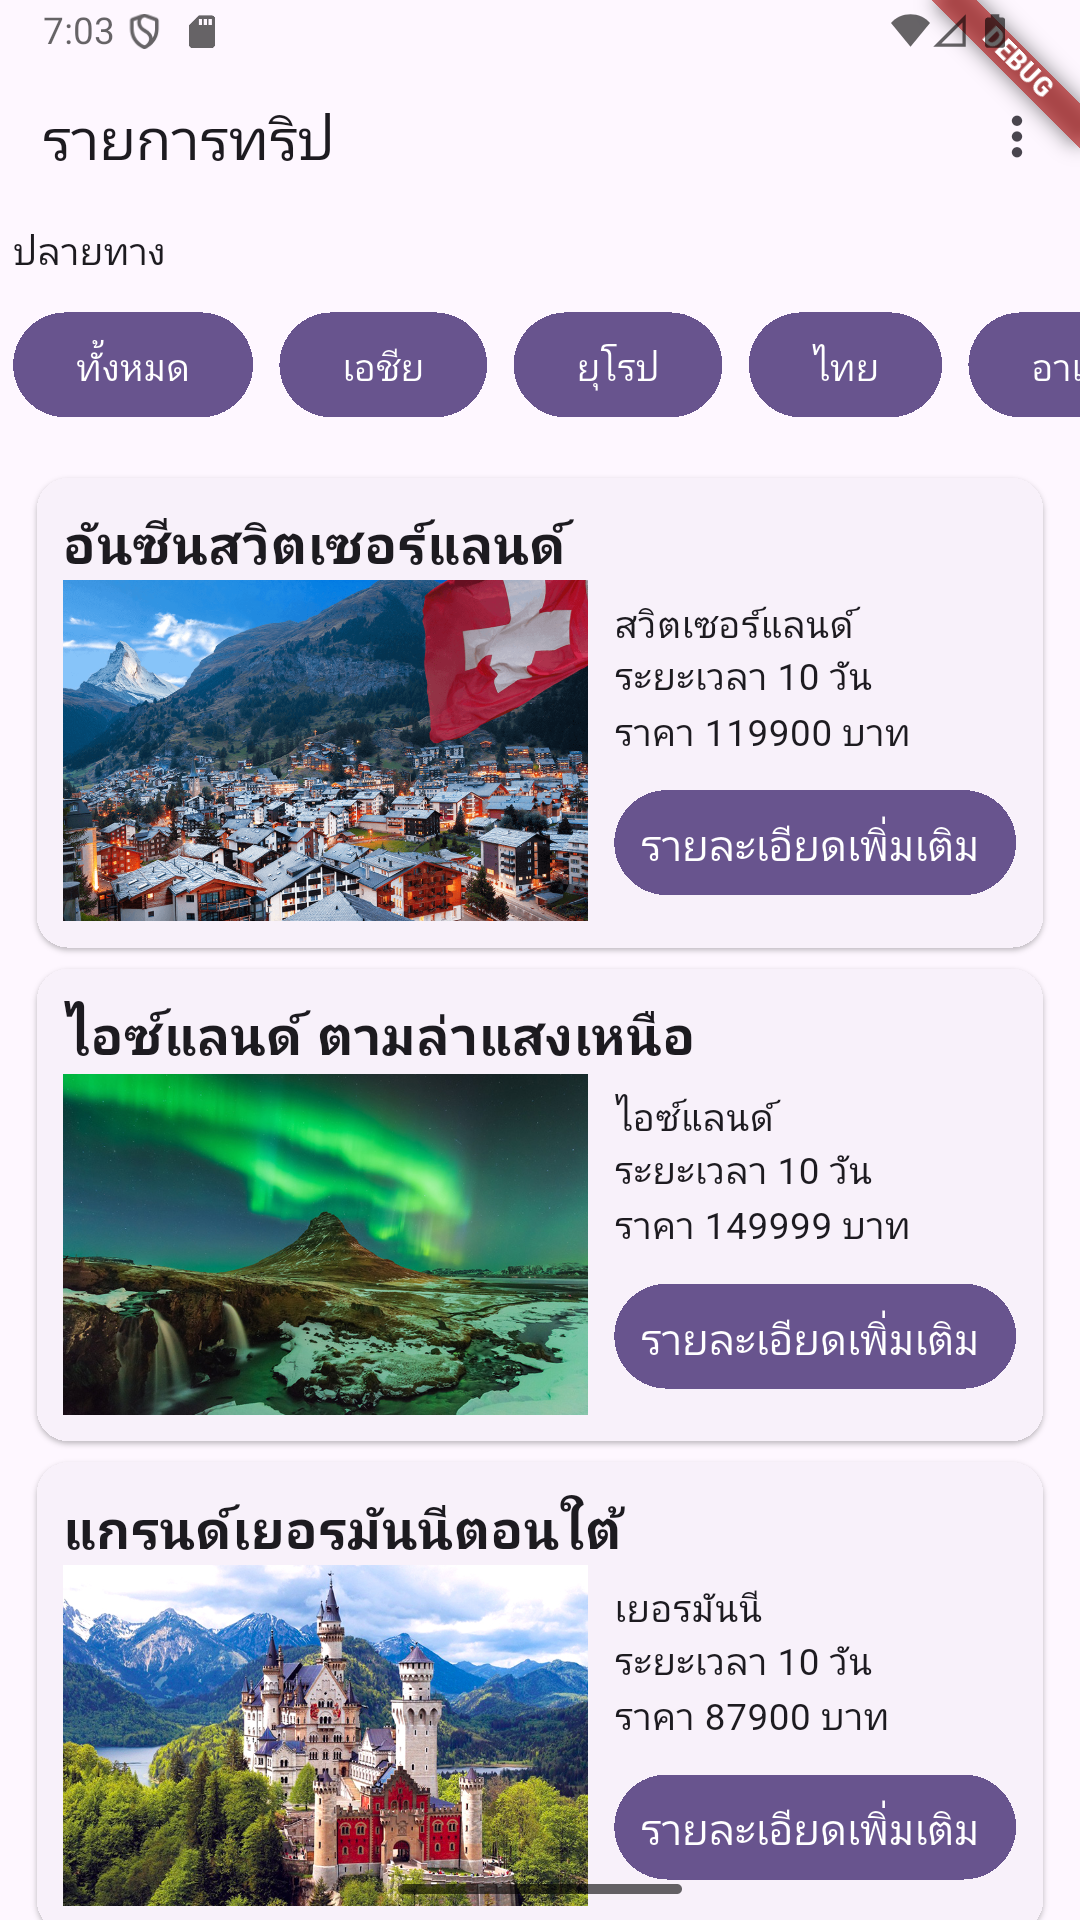 7:03
DEBUG
รายการทริป
ปลายทาง
ทั้งหมด
เอเชีย
ยุโรป
ไทย
อันซีนสวิตเซอร์แลนด์
สวิตเซอร์แลนด์
ระยะเวลา 10 วัน
ราคา 119900 บาท
รายละเอียดเพิ่มเติม
ไอซ์แลนด์ ตามล่าแสงเหนือ
ไอซ์แลนด์
ระยะเวลา 10 วัน
ราคา 149999 บาท
รายละเอียดเพิ่มเติม
แกรนด์เยอรมันนีตอนใต้
เยอรมันนี
ระยะเวลา 10 วัน
ราคา 87900 บาท
รายละเอียดเพิ่มเติม